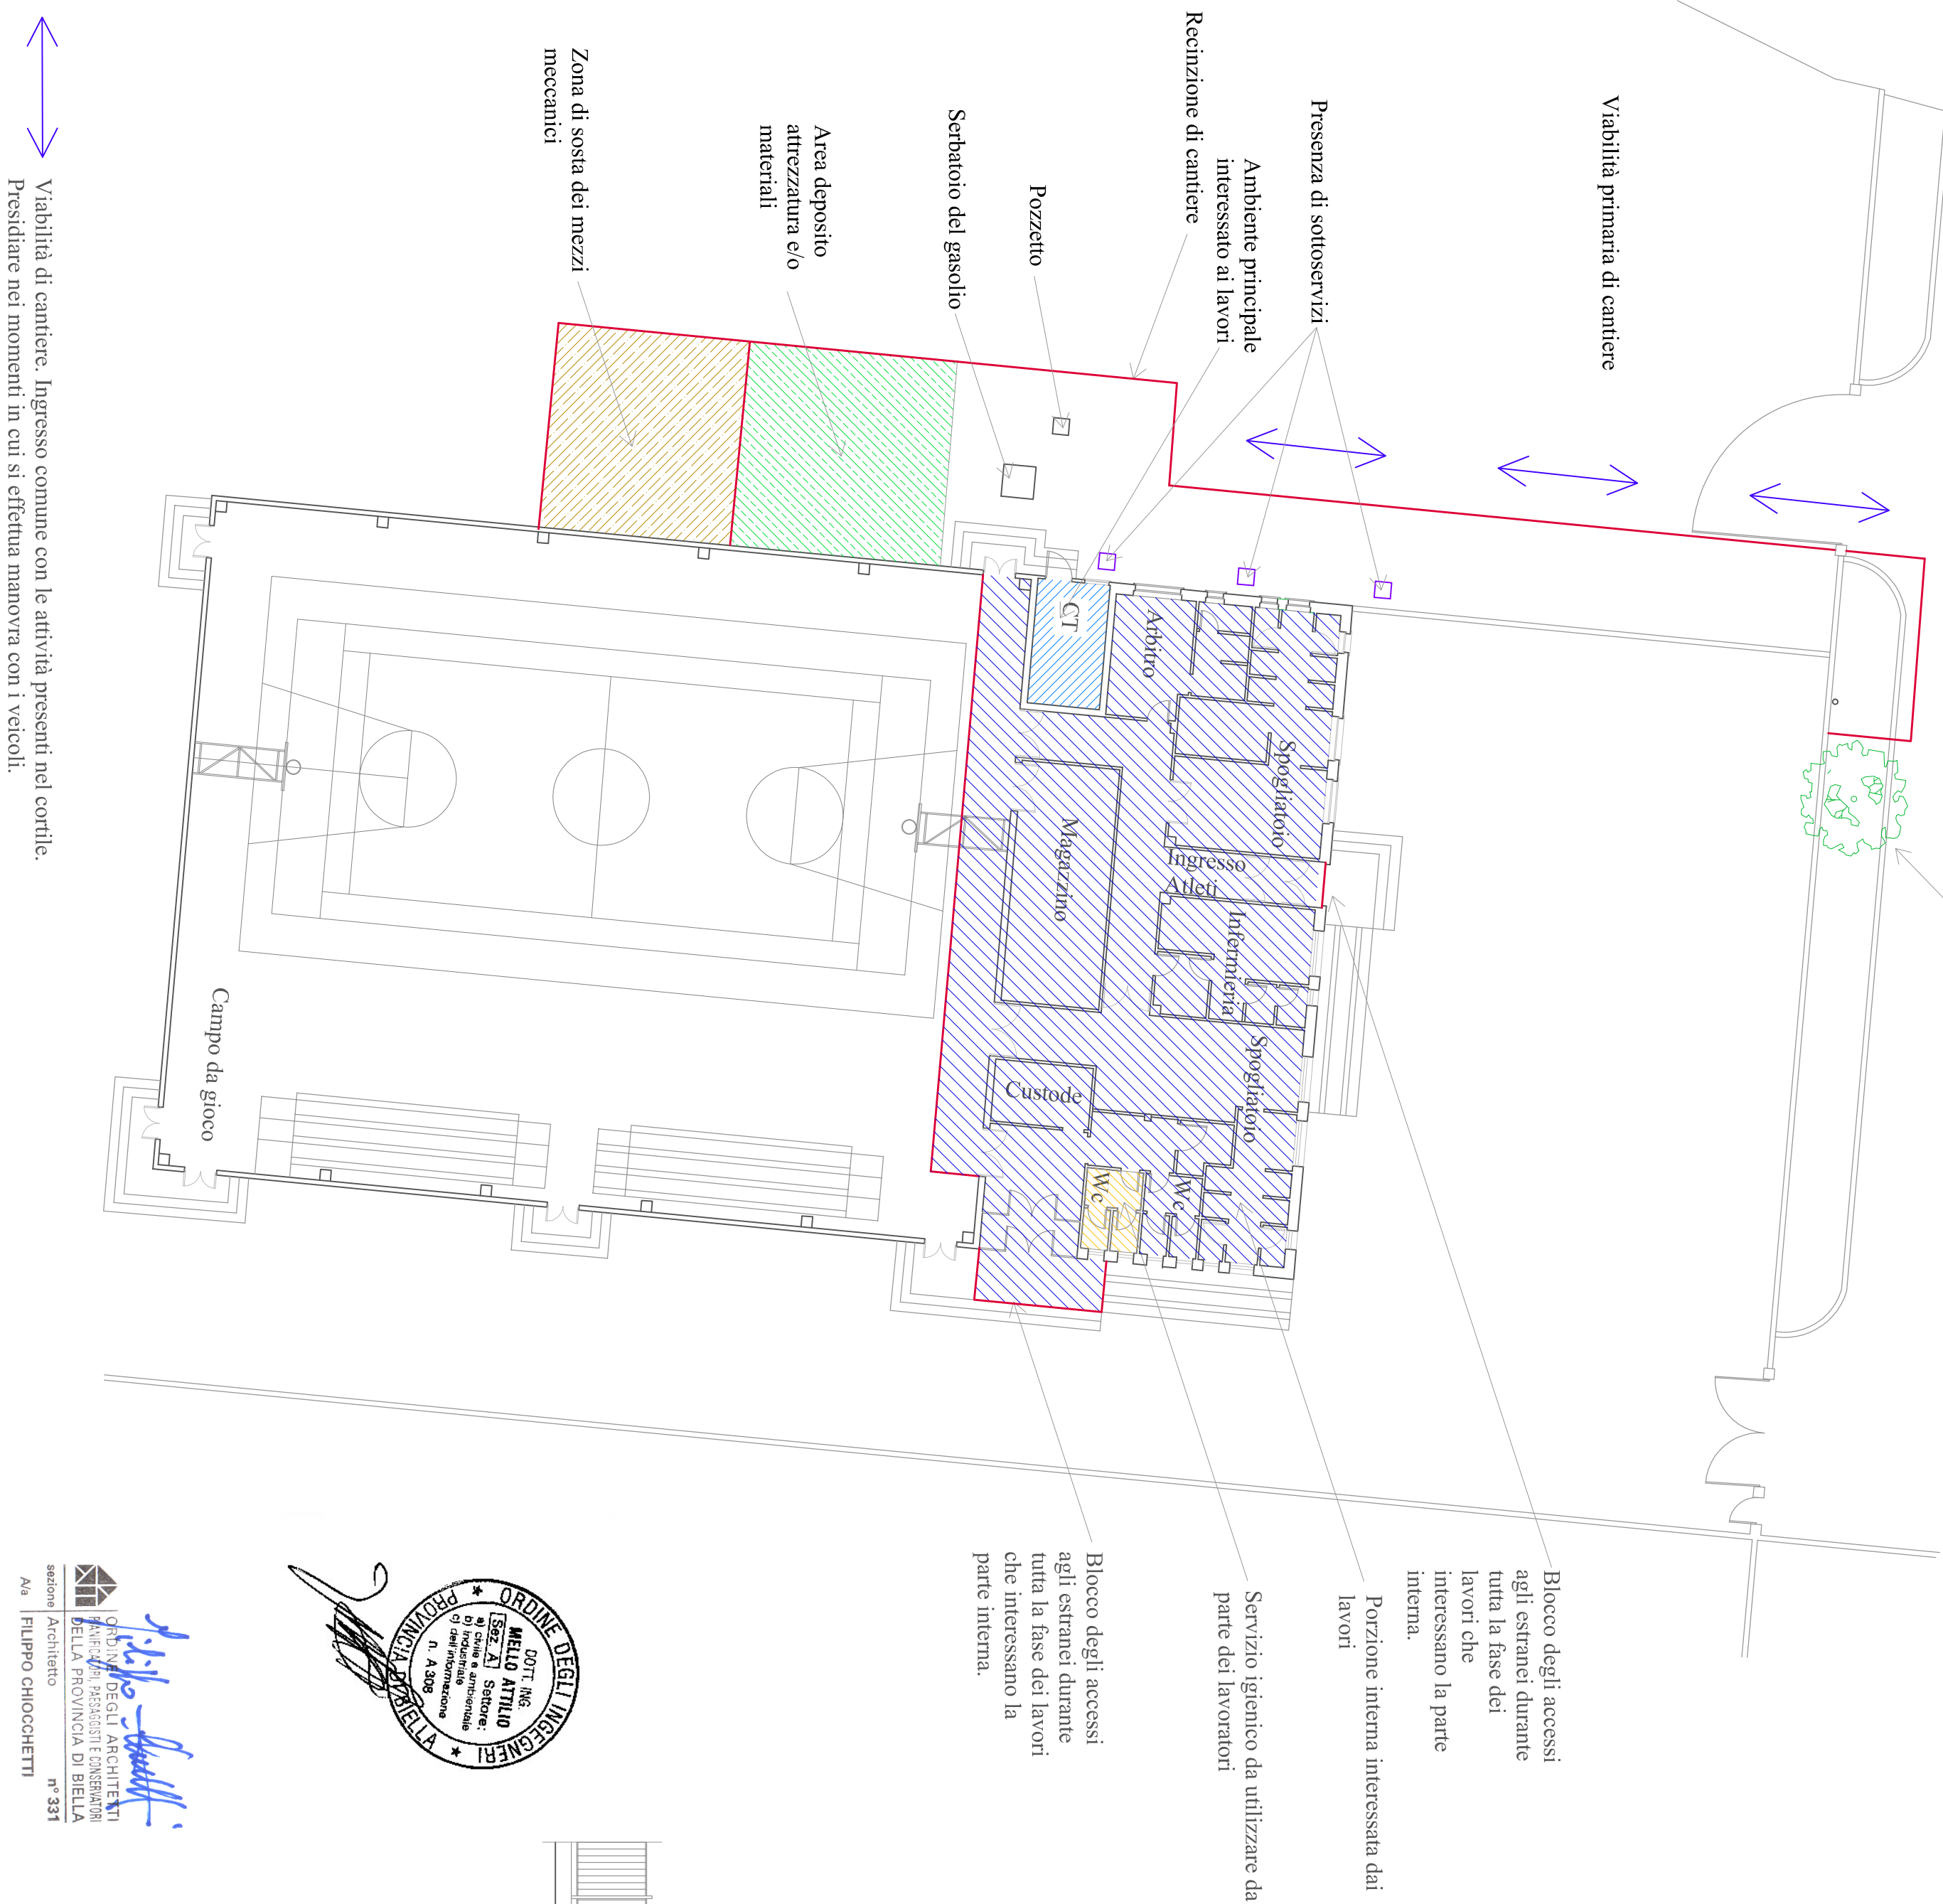 Viabilità primaria di cantiere
Presenza di sottoservizi
Ambiente principale
interessato ai lavori
Recinzione di cantiere
Pozzetto
Serbatoio del gasolio
Area deposito
attrezzatura e/o
materiali
Zona di sosta dei mezzi
meccanici
Viabilità di cantiere. Ingresso comune con le attività presenti nel cortile.
Presidiare nei momenti in cui si effettua manovra con i veicoli.
CT
Arbitro
Spogliatoio
Magazzino
Ingresso
Atleti
Infermieria
Spogliatoio
Custode
Wc
Wc
Campo da gioco
Blocco degli accessi
agli estranei durante
tutta la fase dei
lavori che
interessano la parte
interna.
Porzione interna interessata dai
lavori
Servizio igienico da utilizzare da
parte dei lavoratori
Blocco degli accessi
agli estranei durante
tutta la fase dei lavori
che interessano la
parte interna.
ORDINE DEGLI INGEGNERI
PROVINCIA DI BIELLA
DOTT. ING.
MELLO ATTILIO
Sez. A Settore:
a) civile e ambientale
b) industriale
c) dell'informazione
n. A 308
ORDINE DEGLI ARCHITETTI
PIANIFICATORI, PAESAGGISTI E CONSERVATORI
DELLA PROVINCIA DI BIELLA
sezione Architetto n° 331
A/a FILIPPO CHIOCCHETTI